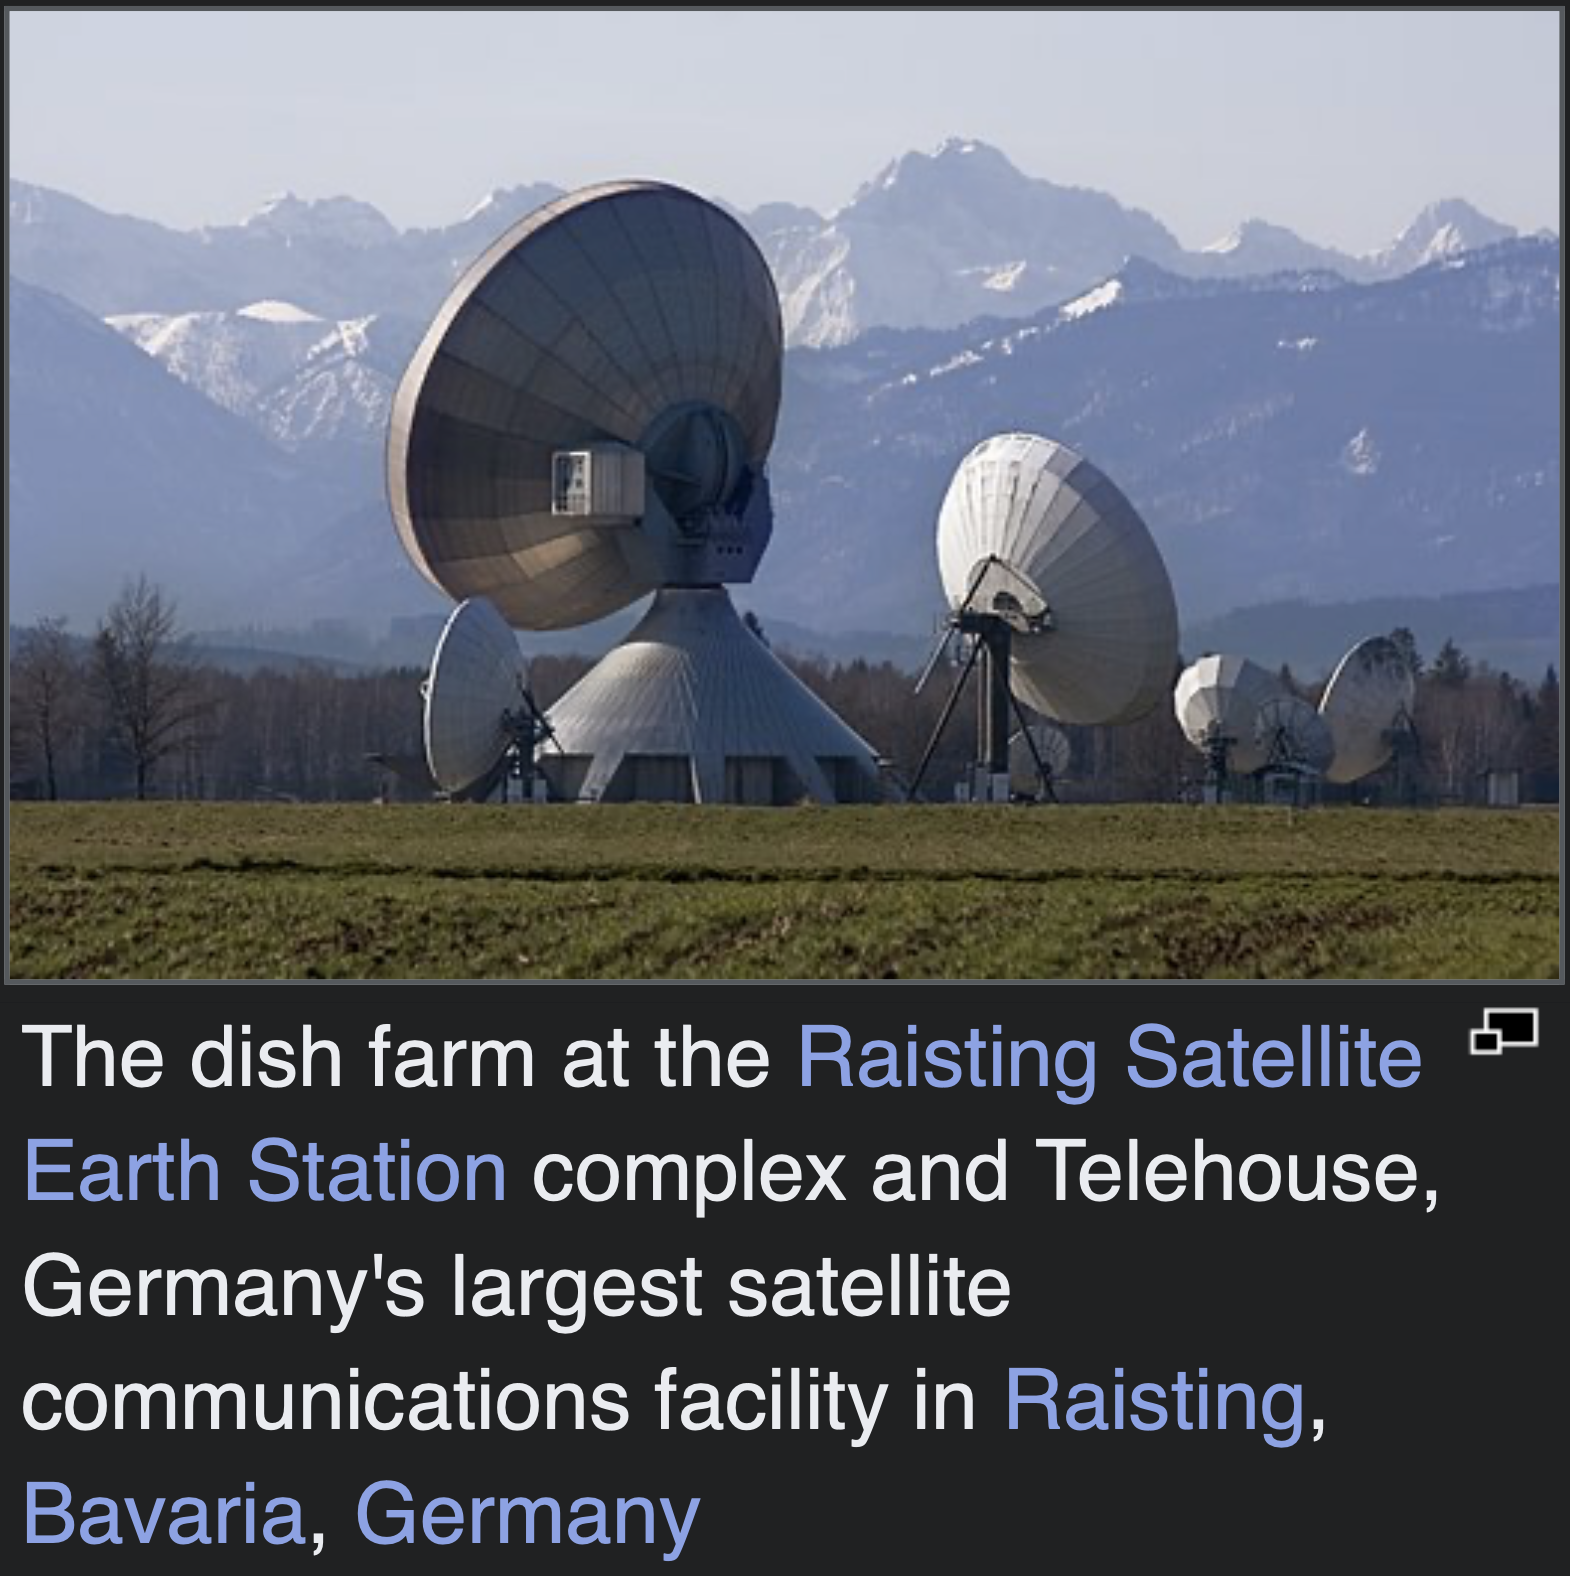 The dish farm at the Raisting Satellite
Earth Station complex and Telehouse,
Germany's largest satellite
communications facility in Raisting,
Bavaria, Germany